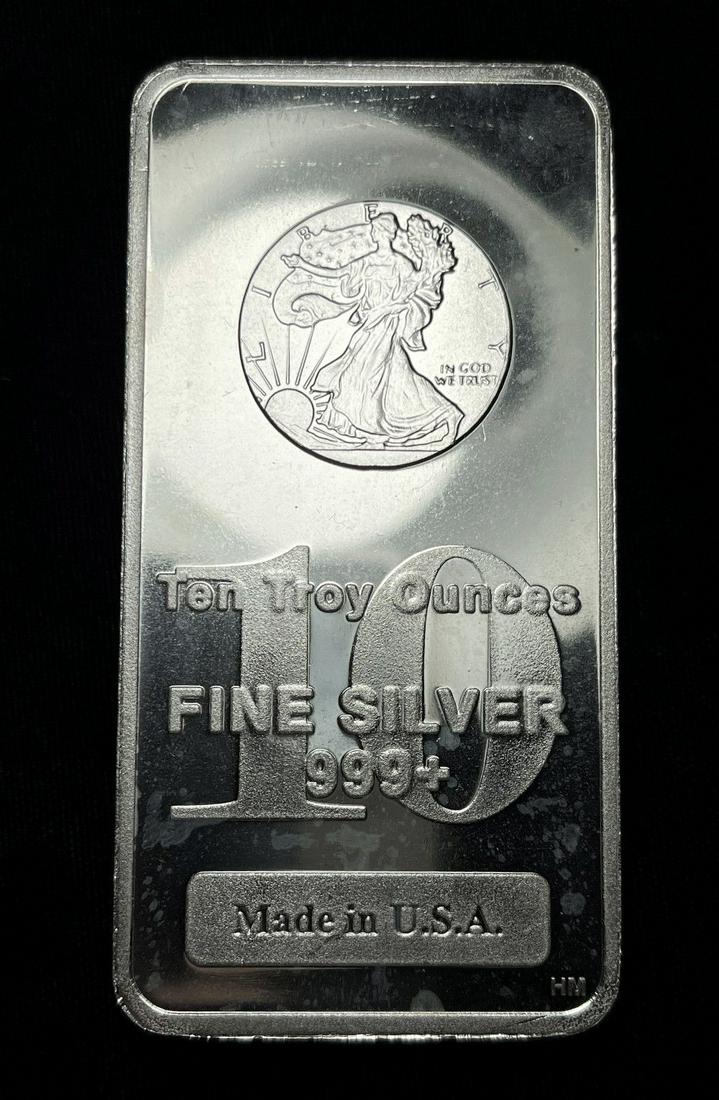 LIBERTY
IN GOD
WE TRUST
10
Ten Troy Ounces
FINE SILVER
999+
Made in U.S.A.
HM